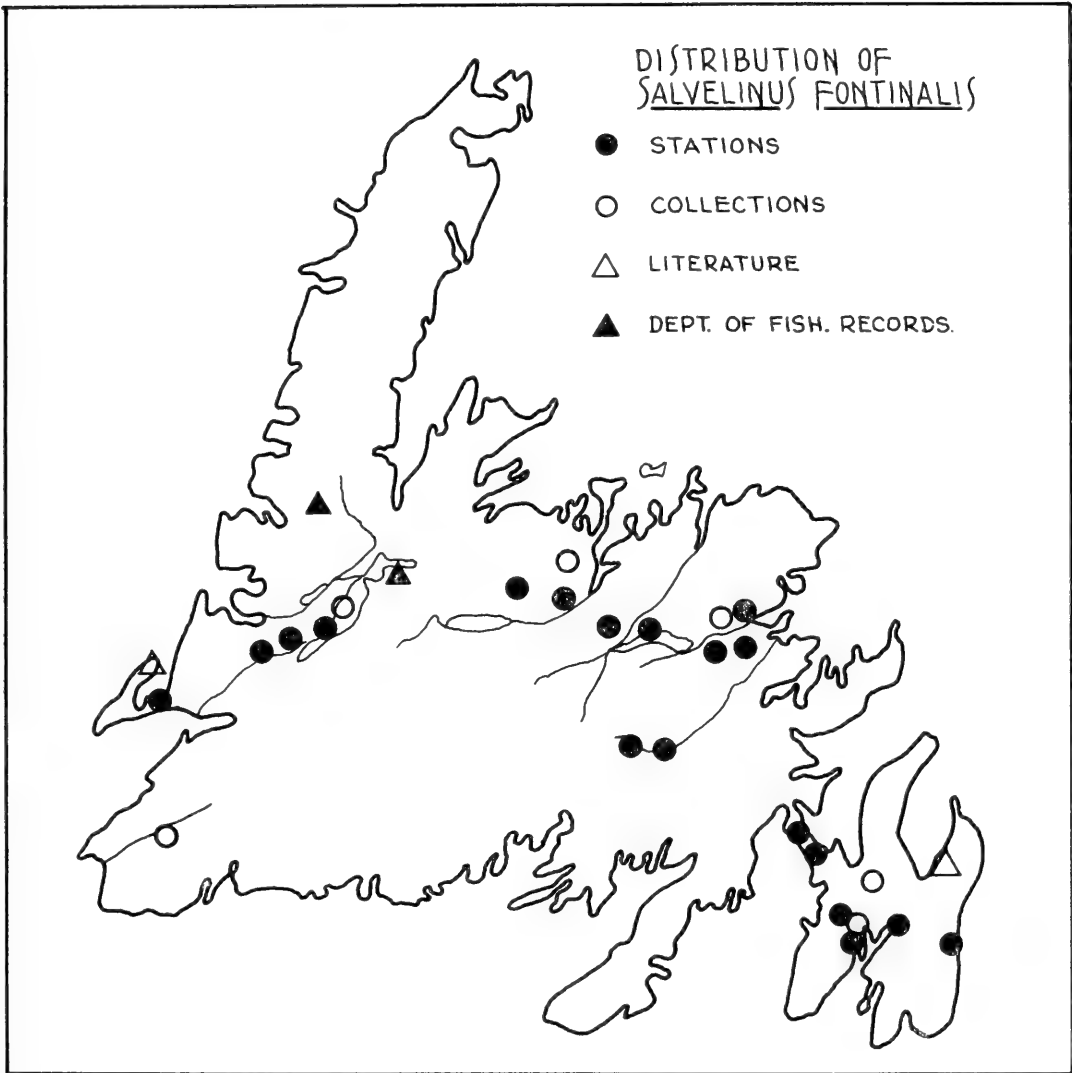 DISTRIBUTION OF
SALVELINUS FONTINALIS
STATIONS
COLLECTIONS
LITERATURE
DEPT. OF FISH. RECORDS.